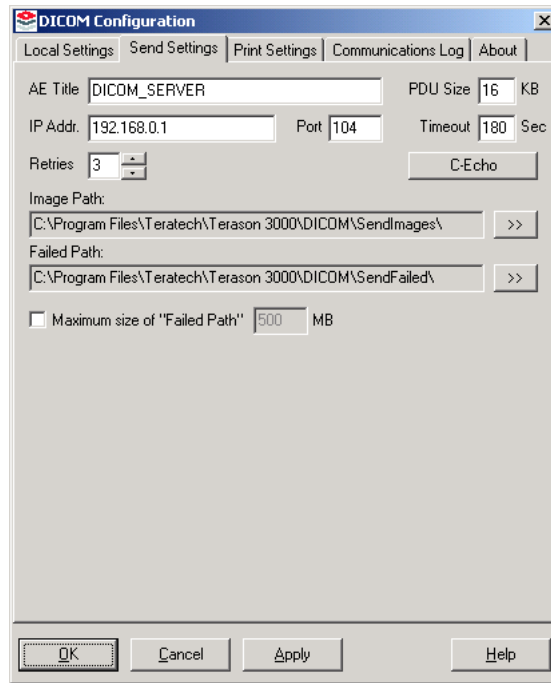 DICOM Configuration
Local Settings Send Settings Print Settings Communications Log About
AE Title DICOM_SERVER PDU Size 16 KB
IP Addr. 192.168.0.1 Port 104 Timeout 180 Sec
Retries 3 C-Echo
Image Path:
C:\Program Files\Teratech\Terason 3000\DICOM\SendImages\ >>
Failed Path:
C:\Program Files\Teratech\Terason 3000\DICOM\SendFailed\ >>
Maximum size of "Failed Path" 500 MB
OK Cancel Apply Help